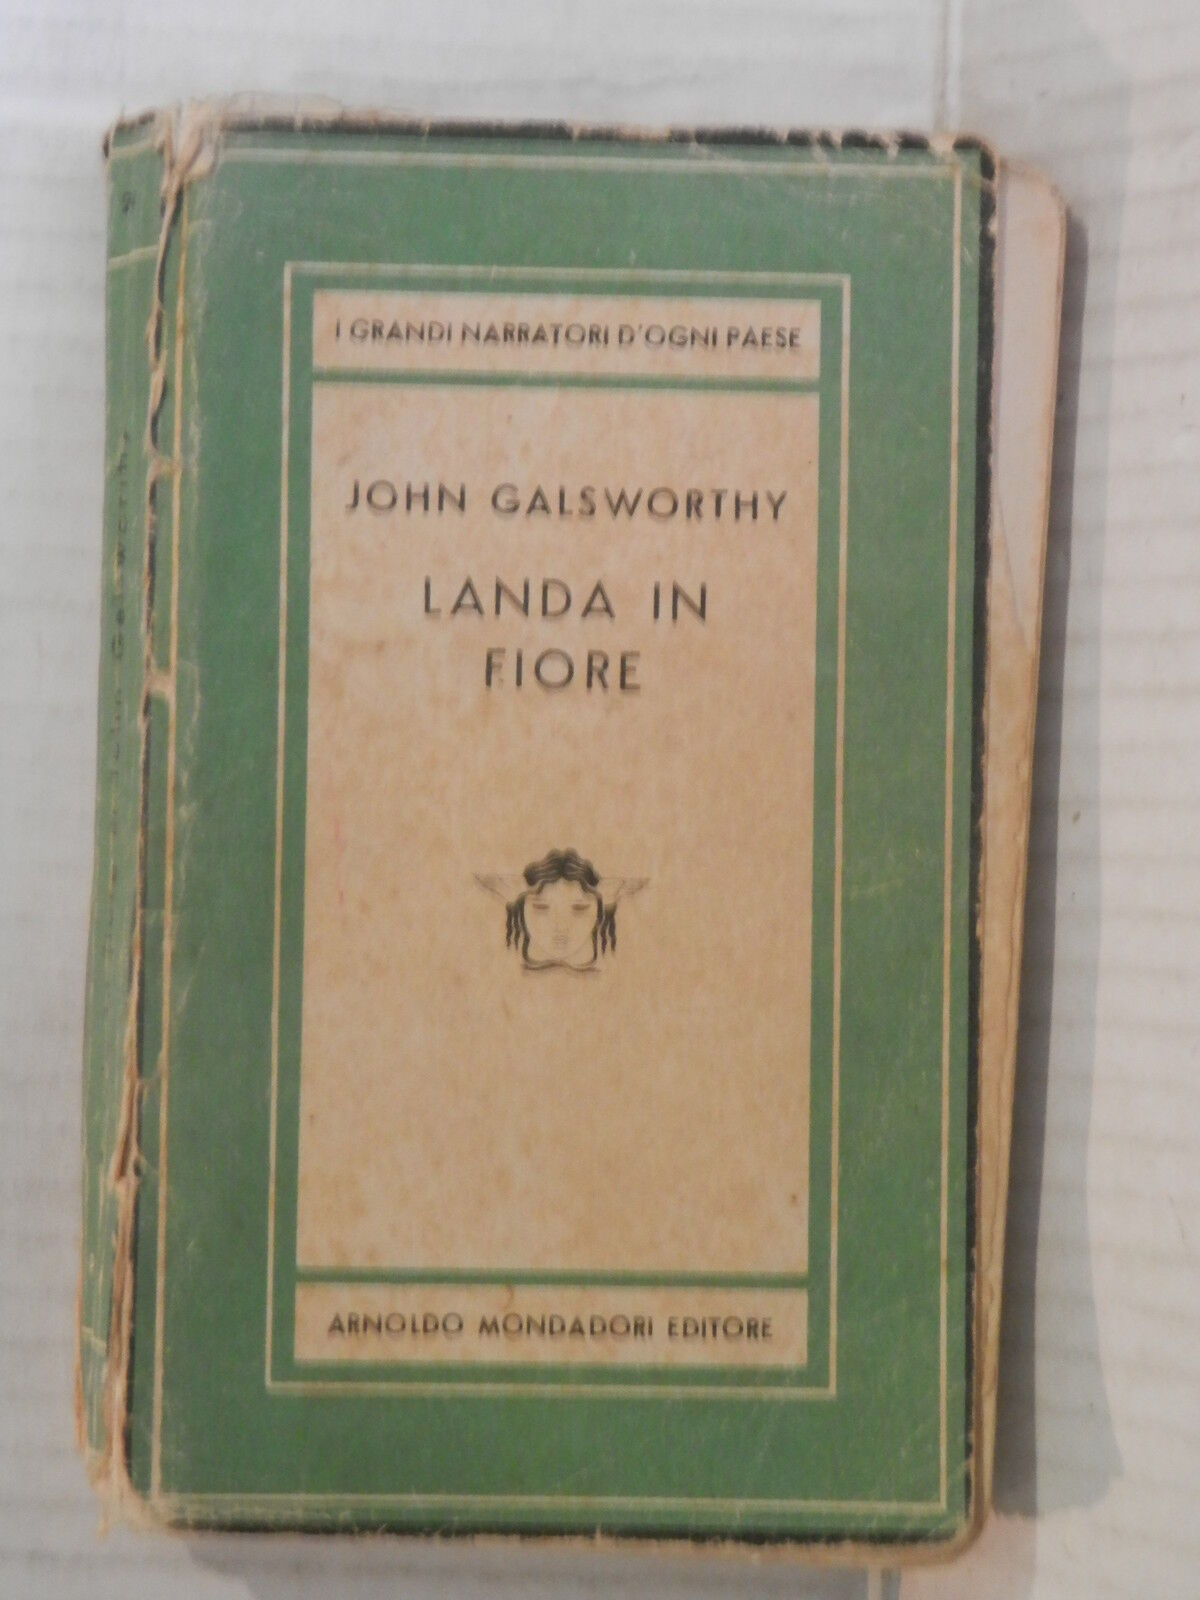 I GRANDI NARRATORI D'OGNI PAESE
JOHN GALSWORTHY
LANDA IN
FIORE
ARNOLDO MONDADORI EDITORE